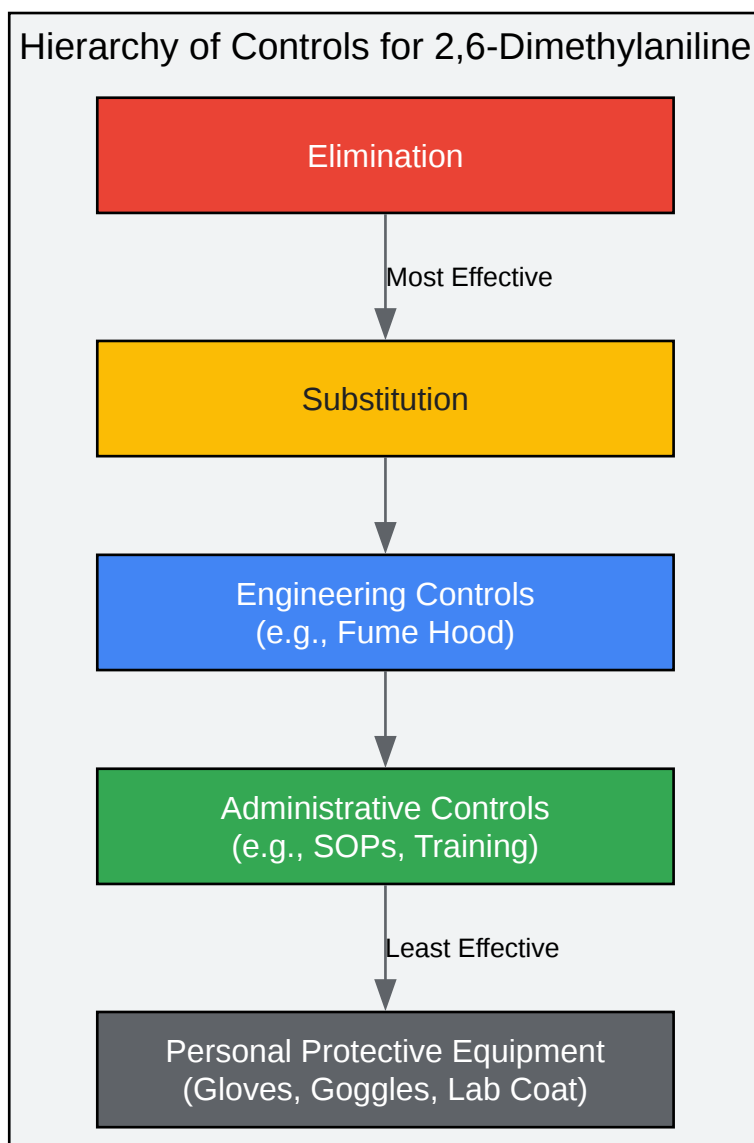 Hierarchy of Controls for 2,6-Dimethylaniline
Elimination
Most Effective
Substitution
Engineering Controls
(e.g., Fume Hood)
Administrative Controls
(e.g., SOPs, Training)
Least Effective
Personal Protective Equipment
(Gloves, Goggles, Lab Coat)